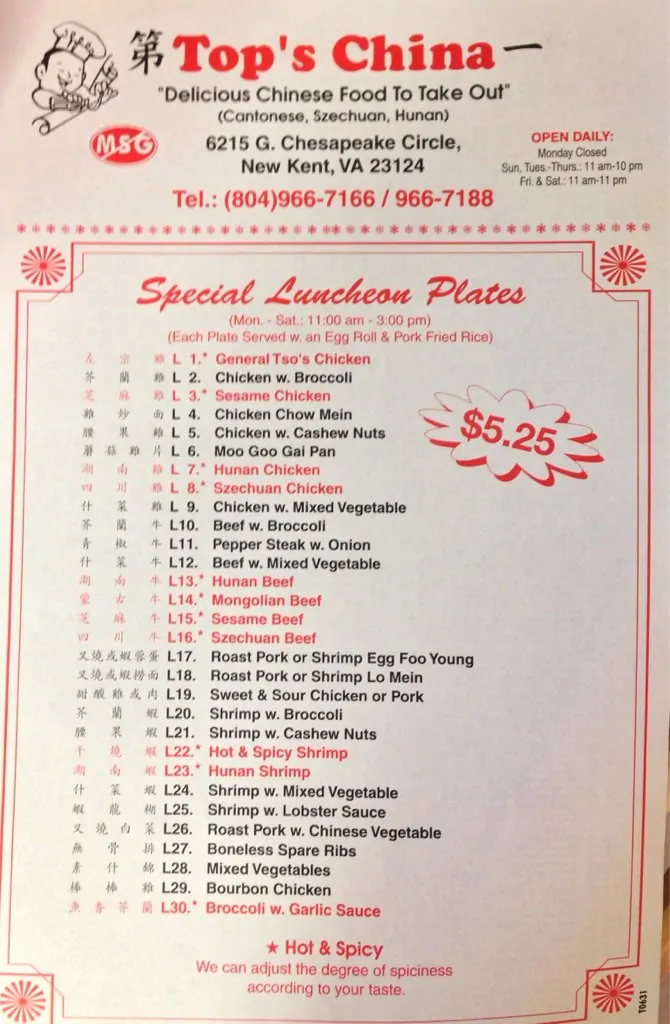 第 Top's China 一
"Delicious Chinese Food To Take Out"
(Cantonese, Szechuan, Hunan)
MSG
6215 G. Chesapeake Circle,
New Kent, VA 23124
Tel.: (804)966-7166 / 966-7188
OPEN DAILY:
Monday Closed
Sun, Tues.-Thurs.: 11 am-10 pm
Fri. & Sat.: 11 am-11 pm
Special Luncheon Plates
(Mon. - Sat.: 11:00 am - 3:00 pm)
(Each Plate Served w. an Egg Roll & Pork Fried Rice)
$5.25
左宗雞 L 1.* General Tso's Chicken
芥蘭雞 L 2. Chicken w. Broccoli
芝麻雞 L 3.* Sesame Chicken
雞炒面 L 4. Chicken Chow Mein
腰果雞 L 5. Chicken w. Cashew Nuts
蘑菇雞片 L 6. Moo Goo Gai Pan
湖南雞 L 7.* Hunan Chicken
四川雞 L 8.* Szechuan Chicken
什菜雞 L 9. Chicken w. Mixed Vegetable
芥蘭牛 L10. Beef w. Broccoli
青椒牛 L11. Pepper Steak w. Onion
什菜牛 L12. Beef w. Mixed Vegetable
湖南牛 L13.* Hunan Beef
蒙古牛 L14.* Mongolian Beef
芝麻牛 L15.* Sesame Beef
四川牛 L16.* Szechuan Beef
叉燒或蝦蓉蛋 L17. Roast Pork or Shrimp Egg Foo Young
叉燒或蝦撈面 L18. Roast Pork or Shrimp Lo Mein
甜酸雞或肉 L19. Sweet & Sour Chicken or Pork
芥蘭蝦 L20. Shrimp w. Broccoli
腰果蝦 L21. Shrimp w. Cashew Nuts
干燒蝦 L22.* Hot & Spicy Shrimp
湖南蝦 L23.* Hunan Shrimp
什菜蝦 L24. Shrimp w. Mixed Vegetable
蝦龍糊 L25. Shrimp w. Lobster Sauce
叉燒白菜 L26. Roast Pork w. Chinese Vegetable
無骨排 L27. Boneless Spare Ribs
素什錦 L28. Mixed Vegetables
棒棒雞 L29. Bourbon Chicken
魚香芥蘭 L30.* Broccoli w. Garlic Sauce
★ Hot & Spicy
We can adjust the degree of spiciness
according to your taste.
T0631